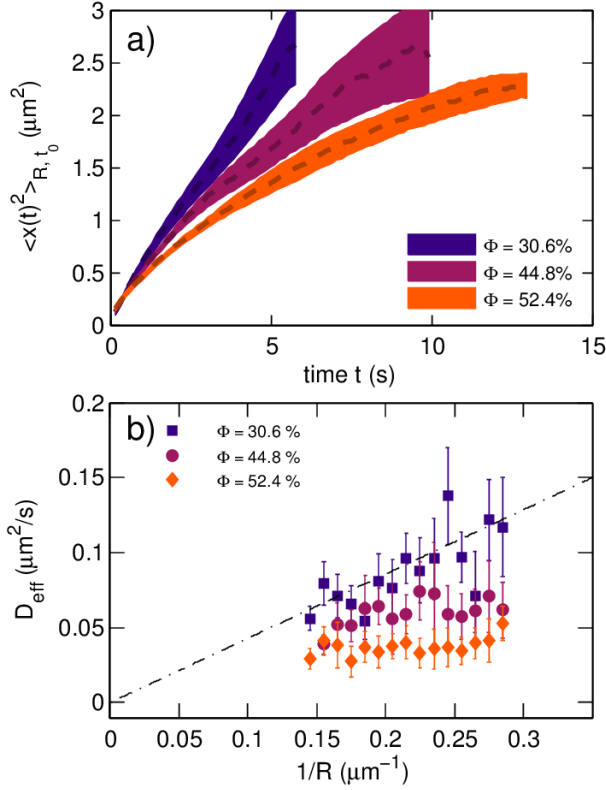 a)
<x(t)²>R, t₀ (μm²)
3
2.5
2
1.5
1
0.5
0
0 5 10 15
time t (s)
Φ = 30.6%
Φ = 44.8%
Φ = 52.4%
b)
Φ = 30.6 %
Φ = 44.8 %
Φ = 52.4 %
Deff (μm²/s)
0.2
0.15
0.1
0.05
0
0 0.05 0.1 0.15 0.2 0.25 0.3
1/R (μm⁻¹)